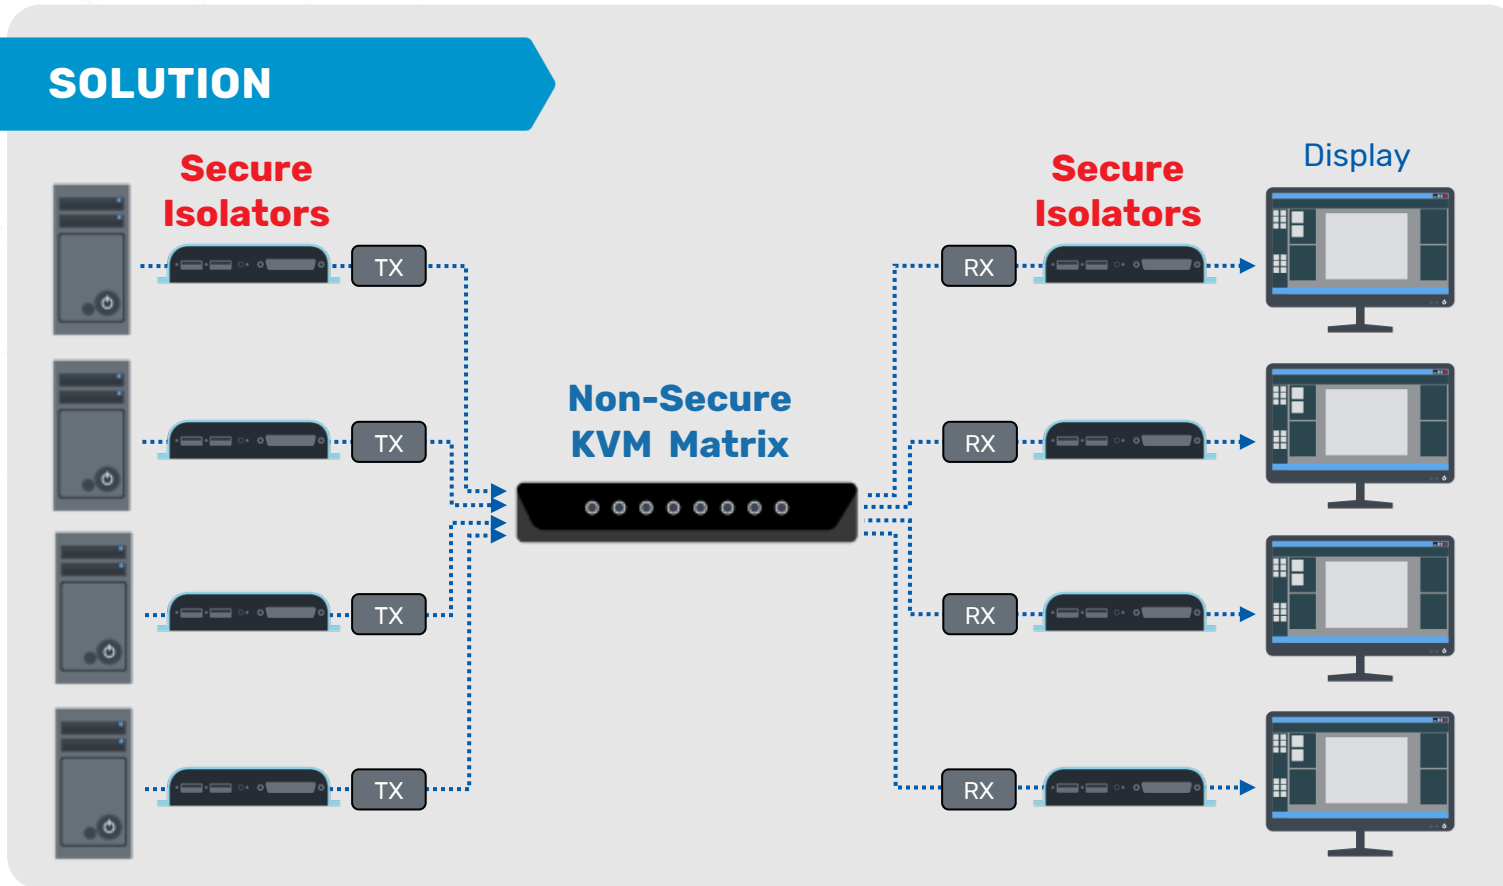 SOLUTION
Secure
Isolators
Secure
Isolators
Display
TX
RX
Non-Secure
KVM Matrix
TX
RX
TX
RX
TX
RX